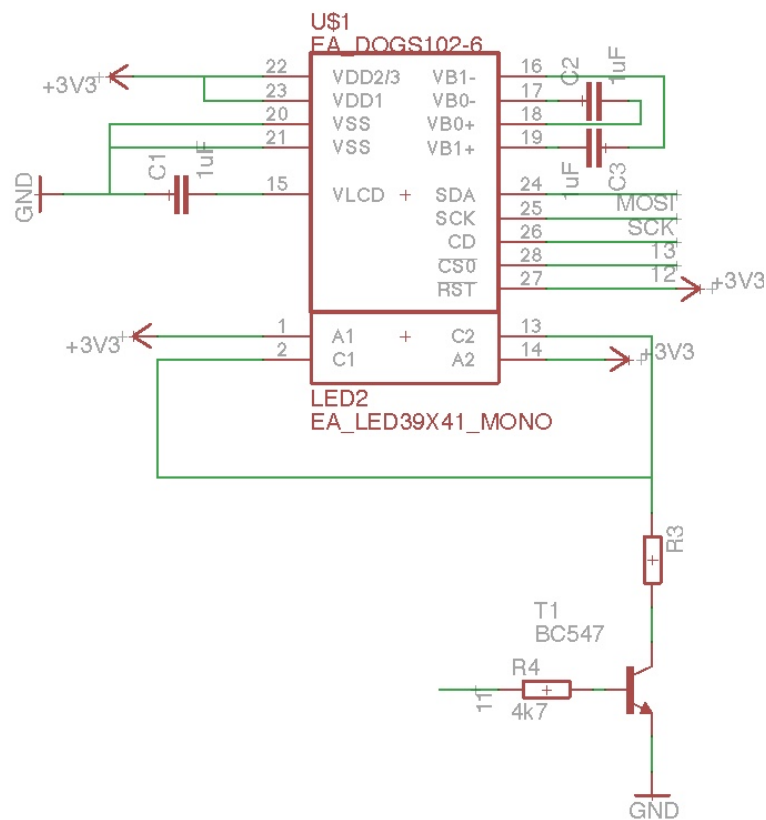 U$1
EA_DOGS102-6
+3V3
22
VDD2/3
VB1-
16
C2
1uF
23
VDD1
VB0-
17
20
VSS
VB0+
18
21
VSS
VB1+
19
GND
C1
1uF
15
VLCD
SDA
24
1uF
C3
MOSI
SCK
25
SCK
CD
26
13
CS0
28
12
RST
27
+3V3
+3V3
1
A1
C2
13
2
C1
A2
14
+3V3
LED2
EA_LED39X41_MONO
R3
T1
BC547
R4
11
4k7
GND